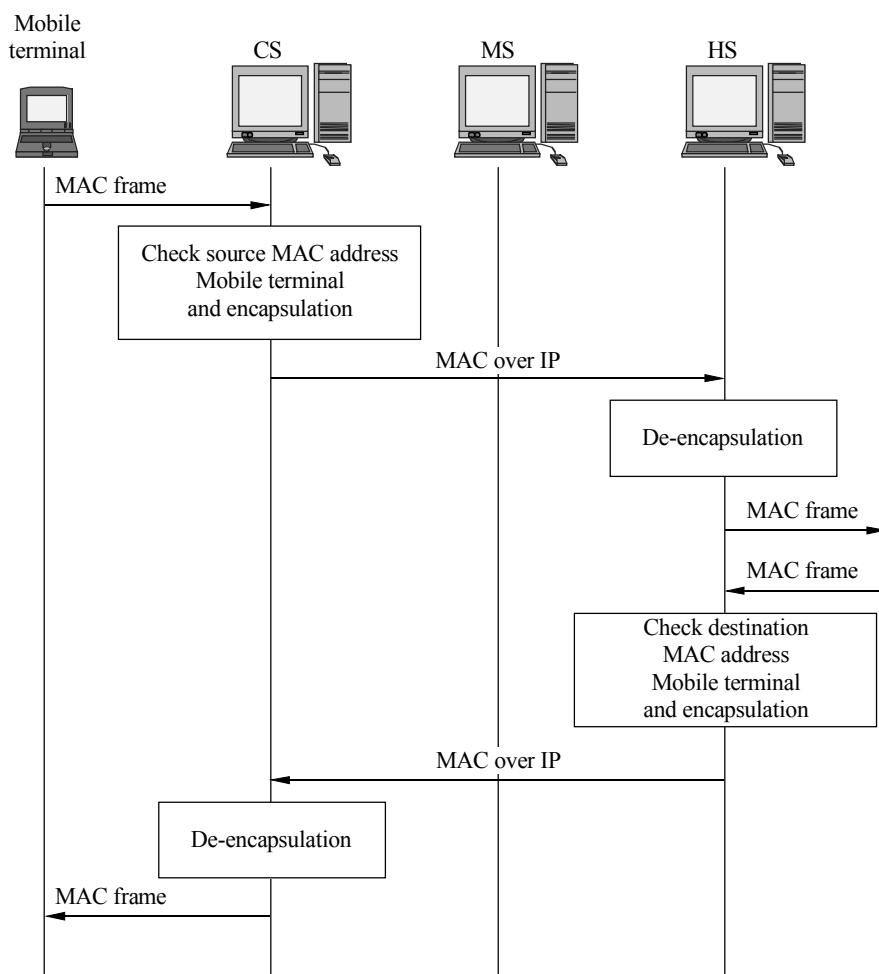 Mobile
terminal
CS
MS
HS
MAC frame
Check source MAC address
Mobile terminal
and encapsulation
MAC over IP
De-encapsulation
MAC frame
MAC frame
Check destination
MAC address
Mobile terminal
and encapsulation
MAC over IP
De-encapsulation
MAC frame